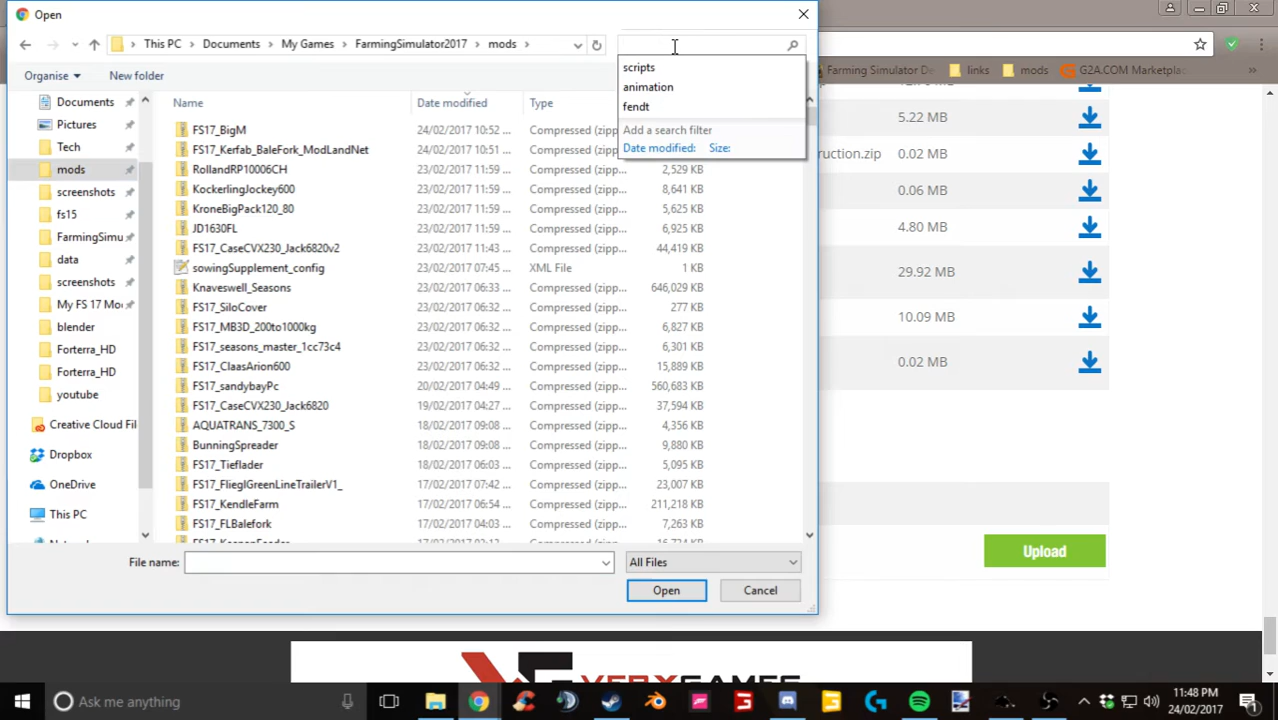 Open
This PC > Documents > My Games > FarmingSimulator2017 > mods >
Organise
New folder
scripts
animation
fendt
Add a search filter
Date modified: Size:
Farming Simulator De
links
mods
G2A.COM Marketplac
Name Date modified Type
FS17_BigM 24/02/2017 10:52 ... Compressed (zipp...
FS17_Kerfab_BaleFork_ModLandNet 24/02/2017 10:52 ... Compressed (zipp...
RollandRP10006CH 23/02/2017 11:59 ... Compressed (zipp... 2,529 KB
KockerlingJockey600 23/02/2017 11:59 ... Compressed (zipp... 8,641 KB
KroneBigPack120_80 23/02/2017 11:59 ... Compressed (zipp... 5,625 KB
JD1630FL 23/02/2017 11:59 ... Compressed (zipp... 6,925 KB
FS17_CaseCVX230_Jack6820v2 23/02/2017 11:43 ... Compressed (zipp... 44,419 KB
sowingSupplement_config 23/02/2017 07:45 ... XML File 1 KB
Knaveswell_Seasons 23/02/2017 06:33 ... Compressed (zipp... 646,029 KB
FS17_SiloCover 23/02/2017 06:32 ... Compressed (zipp... 277 KB
FS17_MB3D_200to1000kg 23/02/2017 06:32 ... Compressed (zipp... 6,827 KB
FS17_seasons_master_1cc73c4 23/02/2017 06:32 ... Compressed (zipp... 6,301 KB
FS17_ClaasArion600 23/02/2017 06:32 ... Compressed (zipp... 15,889 KB
FS17_sandybayPc 20/02/2017 04:49 ... Compressed (zipp... 560,683 KB
FS17_CaseCVX230_Jack6820 19/02/2017 04:27 ... Compressed (zipp... 37,594 KB
AQUATRANS_7300_S 18/02/2017 09:08 ... Compressed (zipp... 4,356 KB
BunningSpreader 18/02/2017 09:08 ... Compressed (zipp... 9,880 KB
FS17_Tieflader 18/02/2017 06:03 ... Compressed (zipp... 5,095 KB
FS17_FlieglGreenLineTrailerV1_ 17/02/2017 07:42 ... Compressed (zipp... 23,007 KB
FS17_KendleFarm 17/02/2017 06:54 ... Compressed (zipp... 211,218 KB
FS17_FLBalefork 17/02/2017 04:03 ... Compressed (zipp... 7,263 KB
Documents
Pictures
Tech
mods
screenshots
fs15
FarmingSimu
data
screenshots
My FS 17 Mo
blender
Forterra_HD
Forterra_HD
youtube
Creative Cloud Fil
Dropbox
OneDrive
This PC
File name:
All Files
Open
Cancel
5.22 MB
ruction.zip 0.02 MB
0.06 MB
4.80 MB
29.92 MB
10.09 MB
0.02 MB
Upload
Ask me anything
11:48 PM
24/02/2017